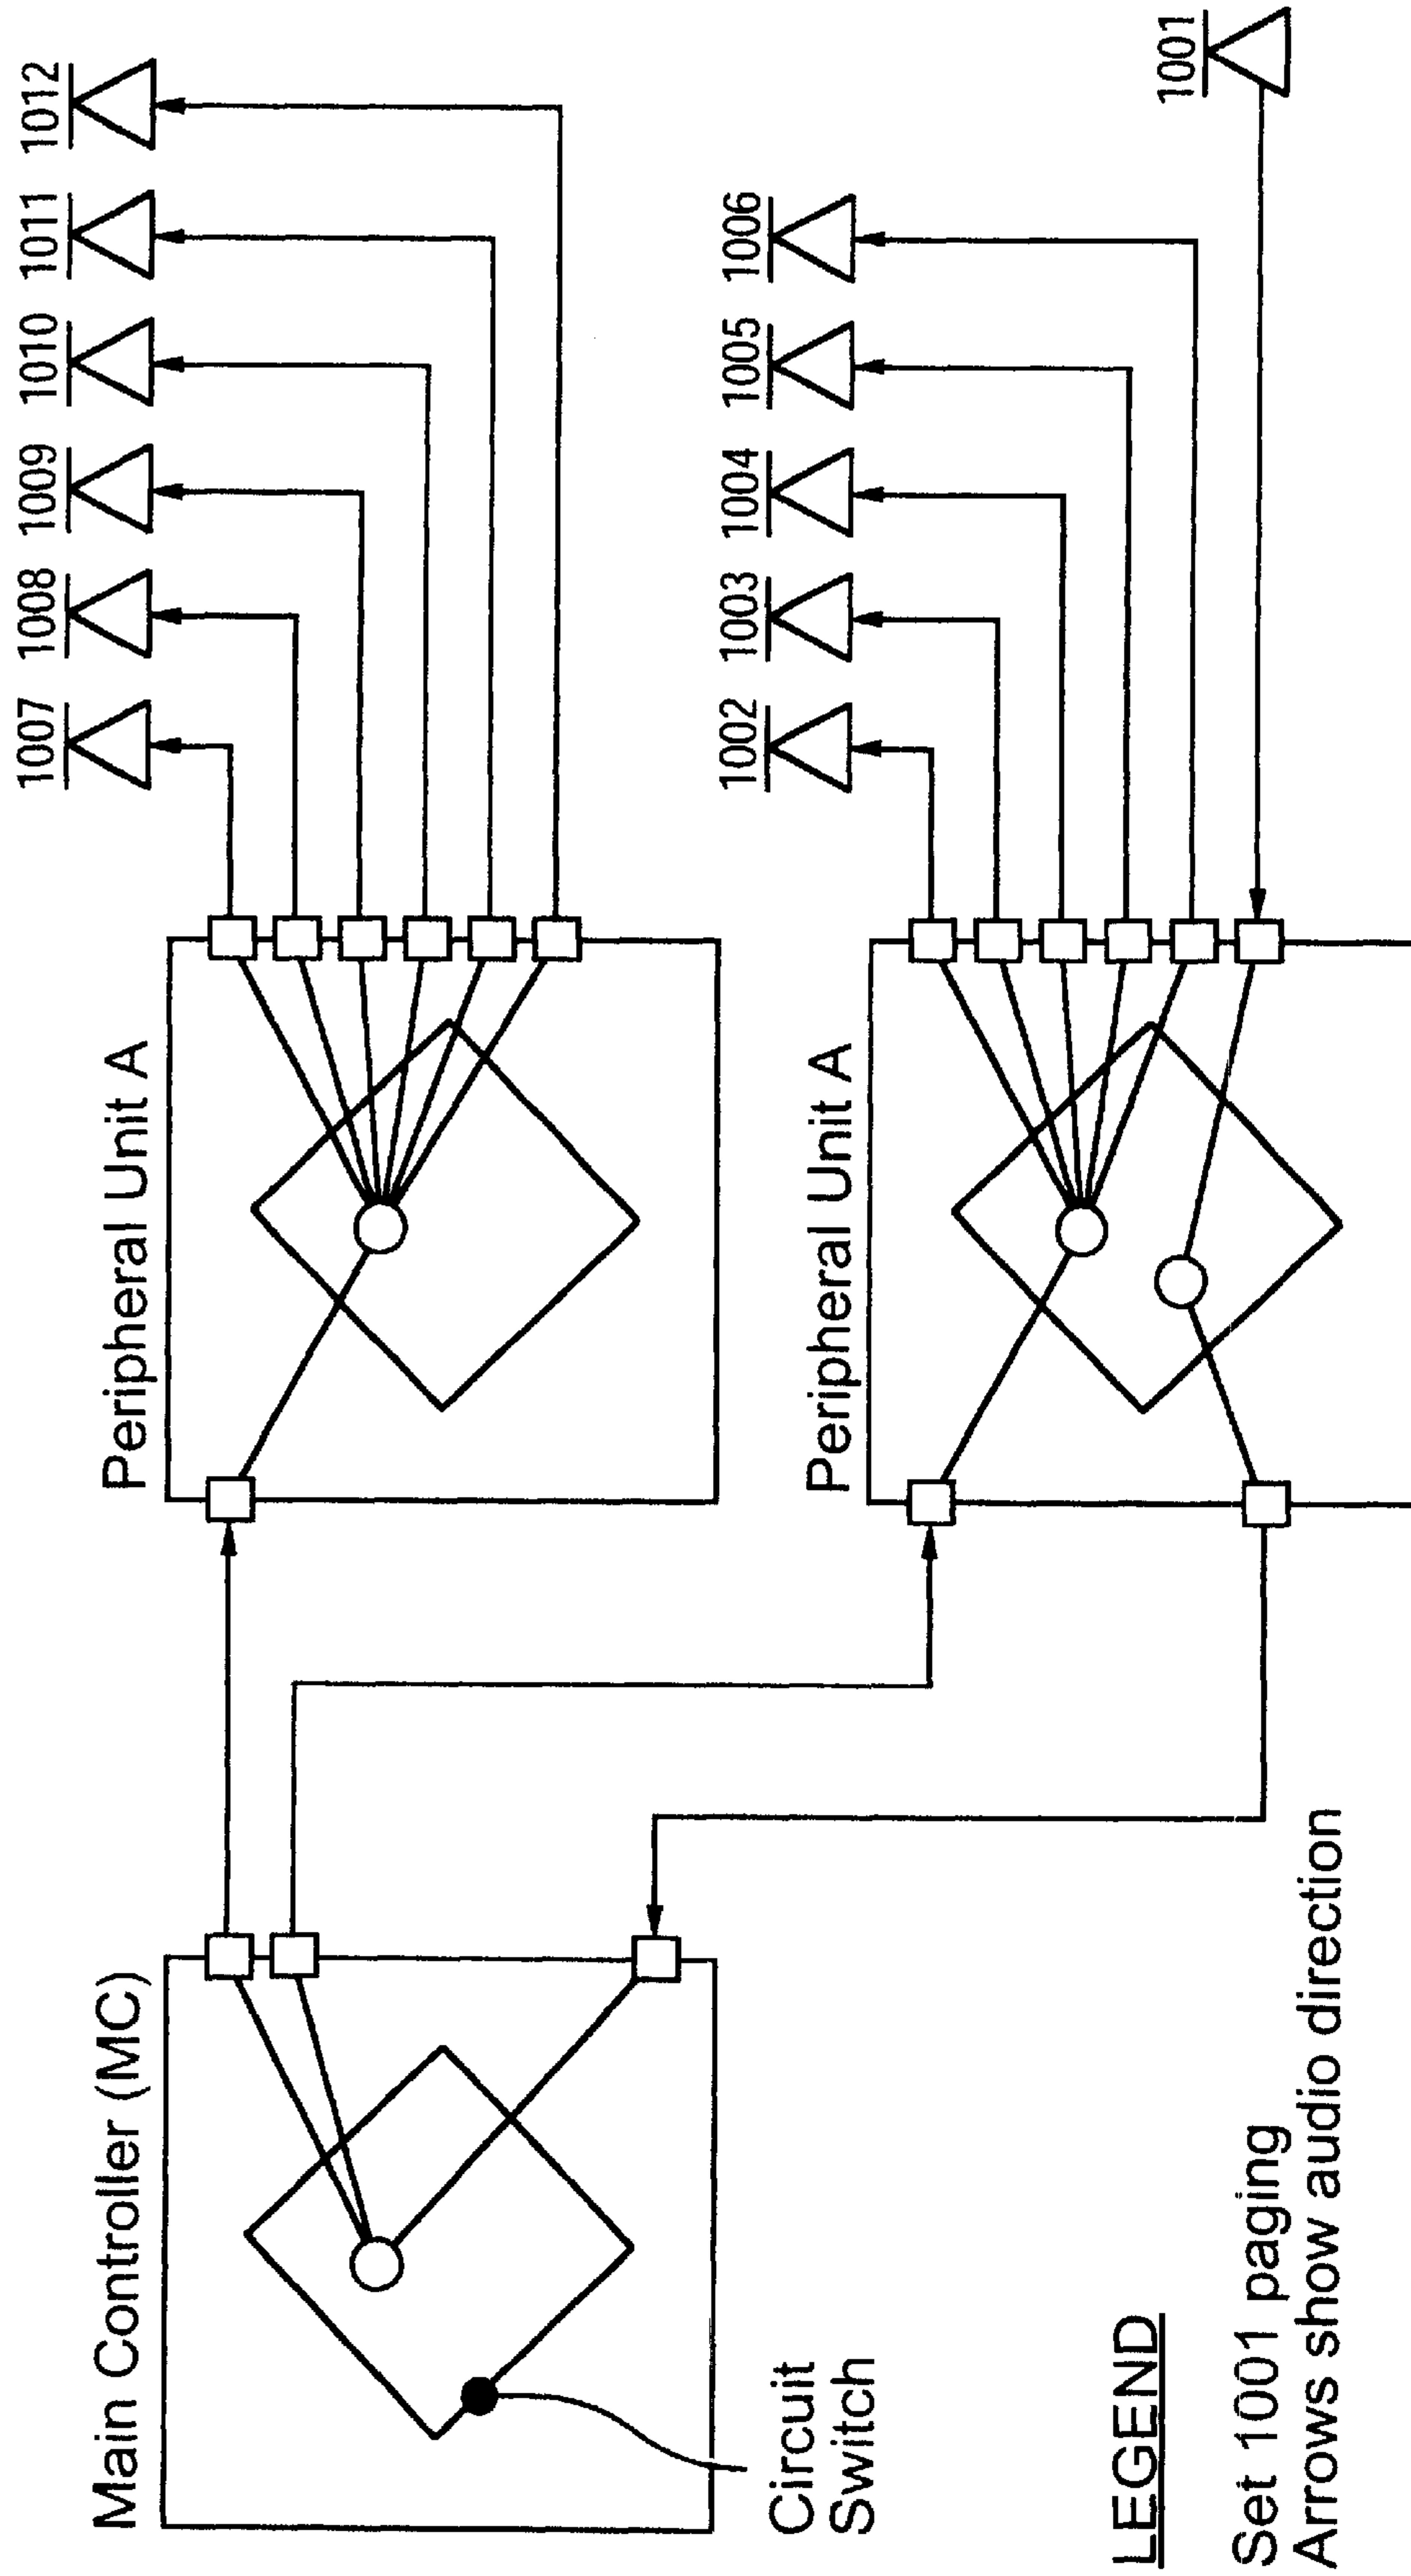 Main Controller (MC)
Circuit
Switch
Peripheral Unit A
1007
1008
1009
1010
1011
1012
Peripheral Unit A
1002
1003
1004
1005
1006
1001
LEGEND
Set 1001 paging
Arrows show audio direction